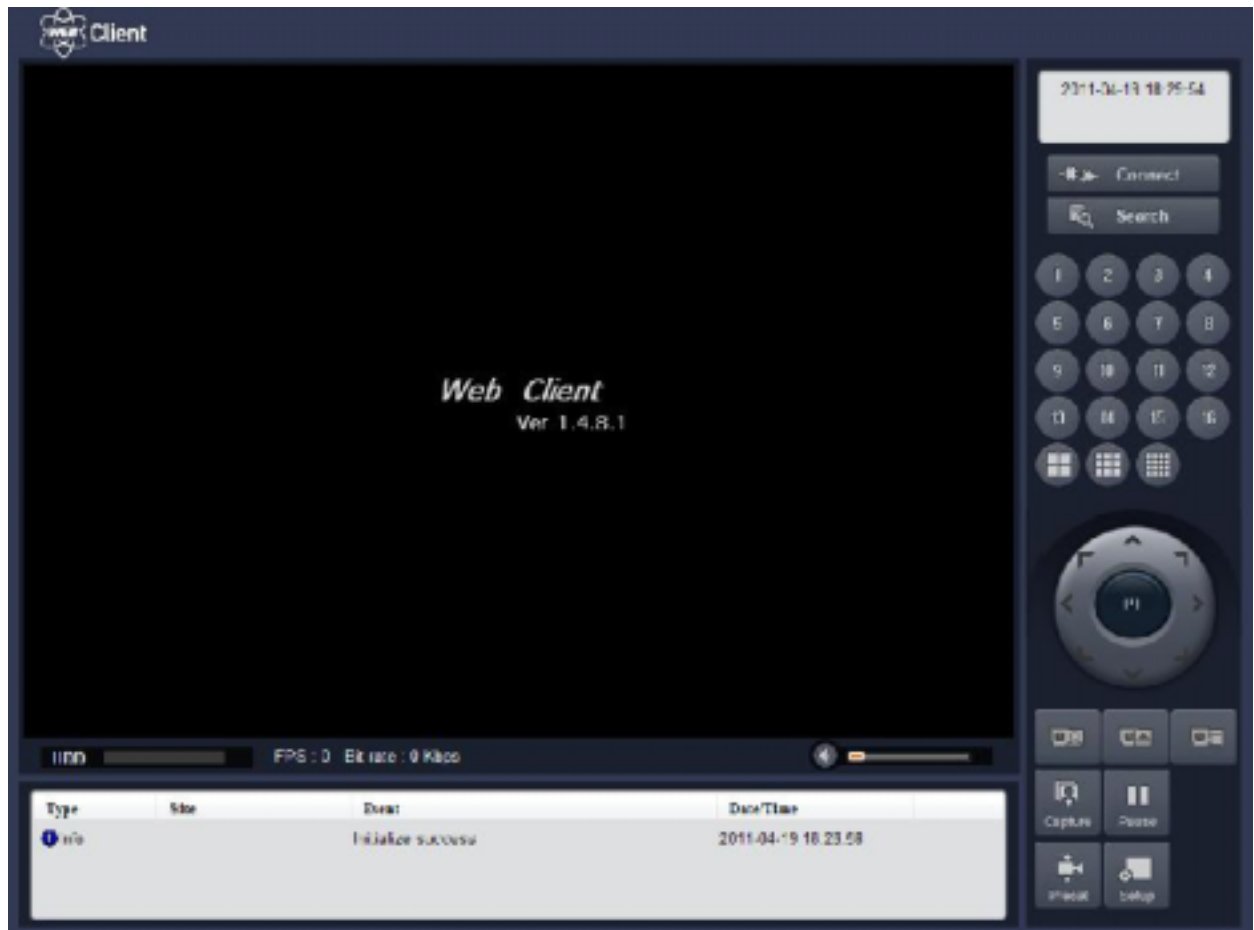 Client
2011-04-19 18:29:54
Connect
Search
1 2 3 4
5 6 7 8
9 10 11 12
13 14 15 16
Web Client
Ver 1.4.8.1
HDD FPS : 0 Bit rate : 0 Kbps
Type Site Event Date/Time
Info Initialize success 2011-04-19 18:23:58
Capture Pause
Preset Setup